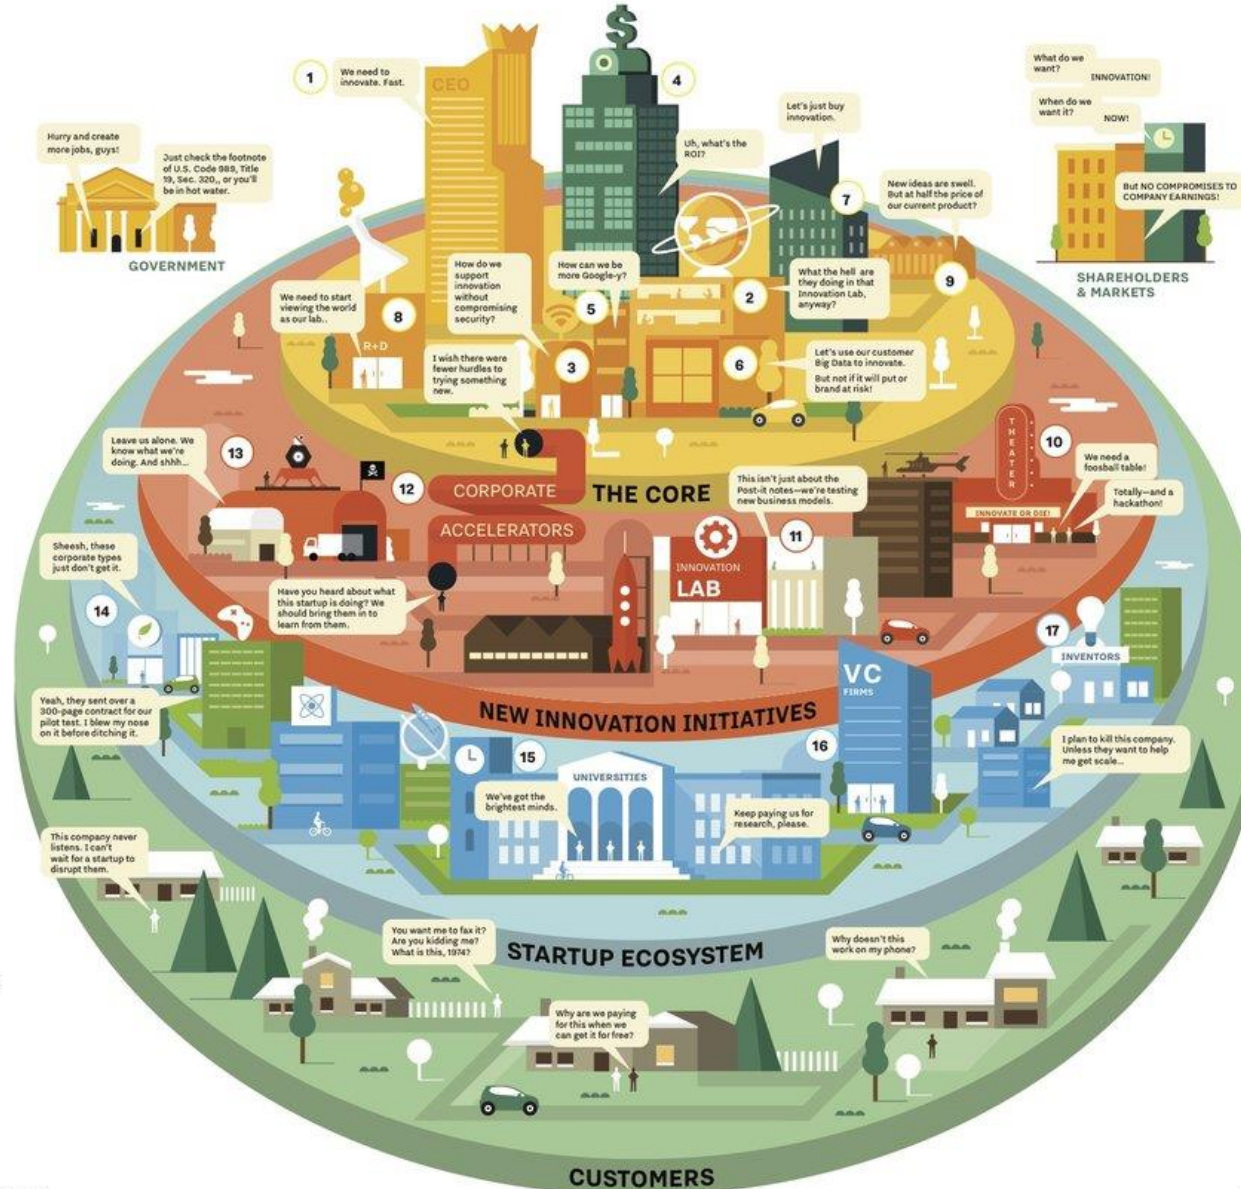 1
We need to
innovate. Fast.
CEO
$
4
Uh, what's the
ROI?
Let's just buy
innovation.
7
New ideas are swell.
But at half the price of
our current product?
9
What do we
want?
INNOVATION!
When do we
want it?
NOW!
But NO COMPROMISES TO
COMPANY EARNINGS!
SHAREHOLDERS
& MARKETS
Hurry and create
more jobs, guys!
Just check the footnote
of U.S. Code 989, Title
19, Sec. 320,, or you'll
be in hot water.
GOVERNMENT
We need to start
viewing the world
as our lab..
8
R+D
How do we
support
innovation
without
compromising
security?
3
How can we be
more Google-y?
5
2
What the hell are
they doing in that
Innovation Lab,
anyway?
6
Let's use our customer
Big Data to innovate.
But not if it will put or
brand at risk!
I wish there were
fewer hurdles to
trying something
new.
THE CORE
Leave us alone. We
know what we're
doing. And shhh...
13
12
CORPORATE
ACCELERATORS
Have you heard about what
this startup is doing? We
should bring them in to
learn from them.
This isn't just about the
Post-it notes—we're testing
new business models.
11
INNOVATION
LAB
THEATER
10
INNOVATE OR DIE!
We need a
foosball table!
Totally—and a
hackathon!
NEW INNOVATION INITIATIVES
Sheesh, these
corporate types
just don't get it.
14
Yeah, they sent over a
300-page contract for our
pilot test. I blew my nose
on it before ditching it.
15
UNIVERSITIES
We've got the
brightest minds.
Keep paying us for
research, please.
16
VC
FIRMS
17
INVENTORS
I plan to kill this company.
Unless they want to help
me get scale...
STARTUP ECOSYSTEM
This company never
listens. I can't
wait for a startup to
disrupt them.
You want me to fax it?
Are you kidding me?
What is this, 1974?
Why are we paying
for this when we
can get it for free?
Why doesn't this
work on my phone?
CUSTOMERS